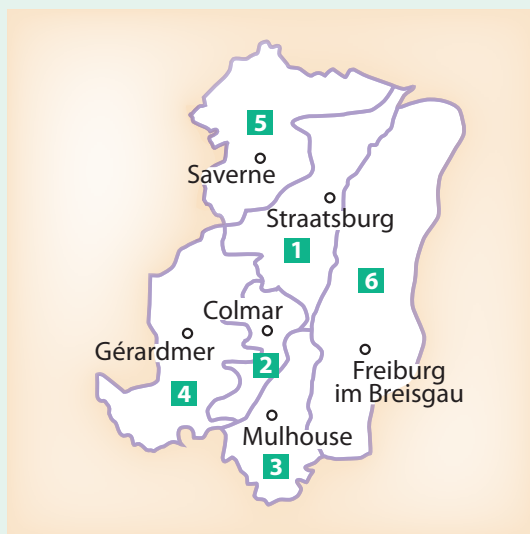 5
Saverne
Straatsburg
1
6
Colmar
Gérardmer
2
Freiburg
im Breisgau
4
Mulhouse
3